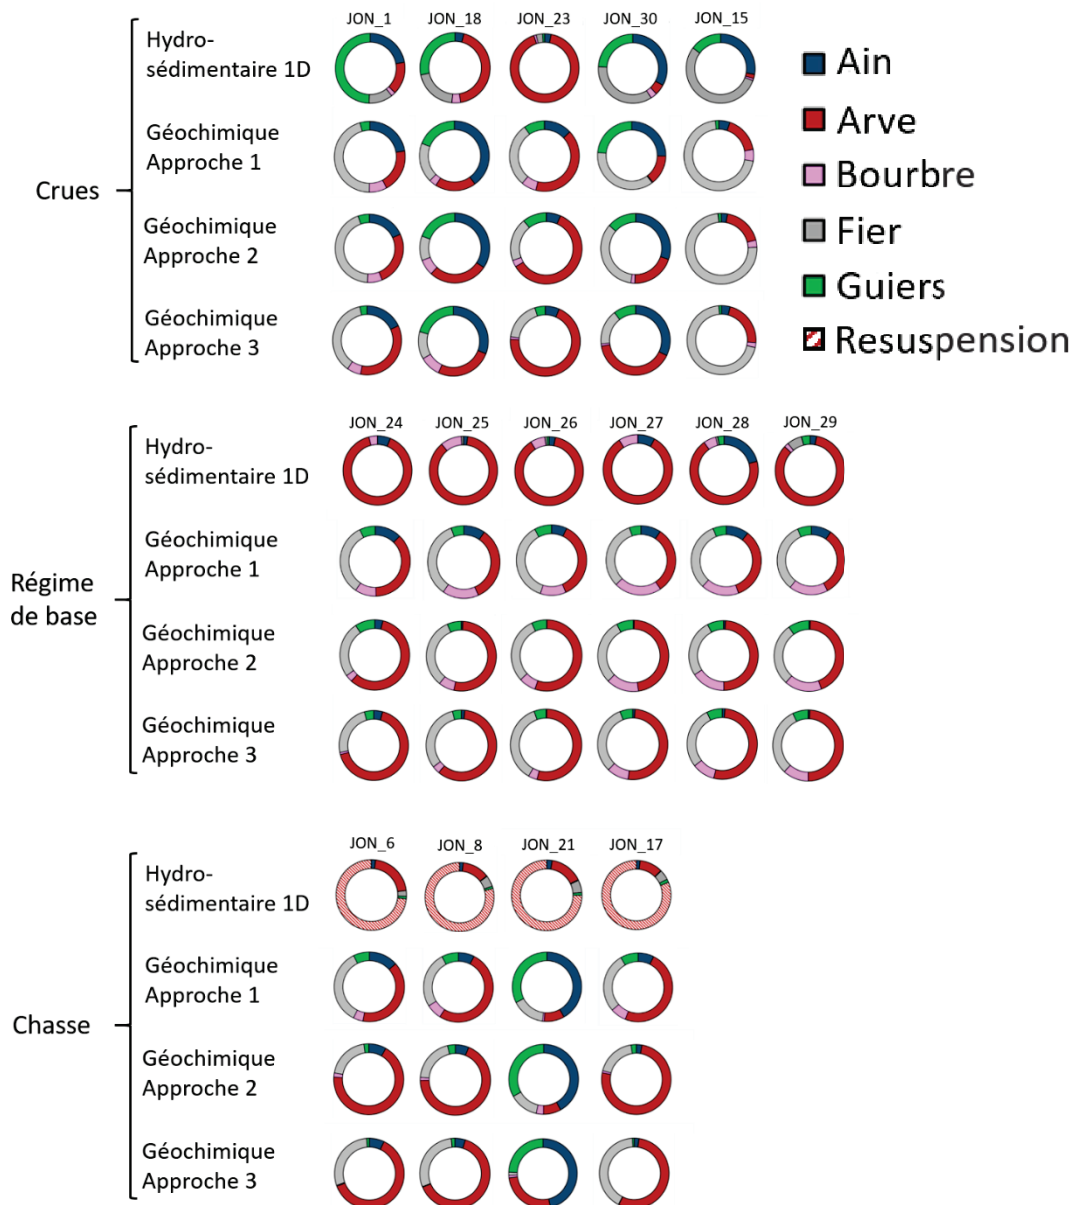 JON_1 JON_18 JON_23 JON_30 JON_15
Hydro-
sédimentaire 1D
Géochimique
Approche 1
Crues
Géochimique
Approche 2
Géochimique
Approche 3
Ain
Arve
Bourbre
Fier
Guiers
Resuspension
JON_24 JON_25 JON_26 JON_27 JON_28 JON_29
Hydro-
sédimentaire 1D
Géochimique
Approche 1
Régime
de base
Géochimique
Approche 2
Géochimique
Approche 3
JON_6 JON_8 JON_21 JON_17
Hydro-
sédimentaire 1D
Géochimique
Approche 1
Chasse
Géochimique
Approche 2
Géochimique
Approche 3